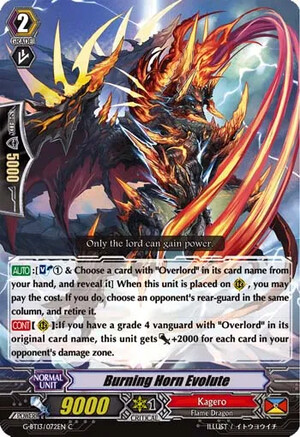 GRADE
2
SHIELD
5000
Only the lord can gain power.
AUTO:[V ① & Choose a card with "Overlord" in its card name from
your hand, and reveal it] When this unit is placed on , you may
pay the cost. If you do, choose an opponent's rear-guard in the same
column, and retire it.
CONT :If you have a grade 4 vanguard with "Overlord" in its
original card name, this unit gets +2000 for each card in your
opponent's damage zone.
NORMAL
UNIT
Burning Horn Evolute
POWER
9000
1
CRITICAL
Kagero
Flame Dragon
G-BT13/072EN C
ILLUST / イトウヨウイチ